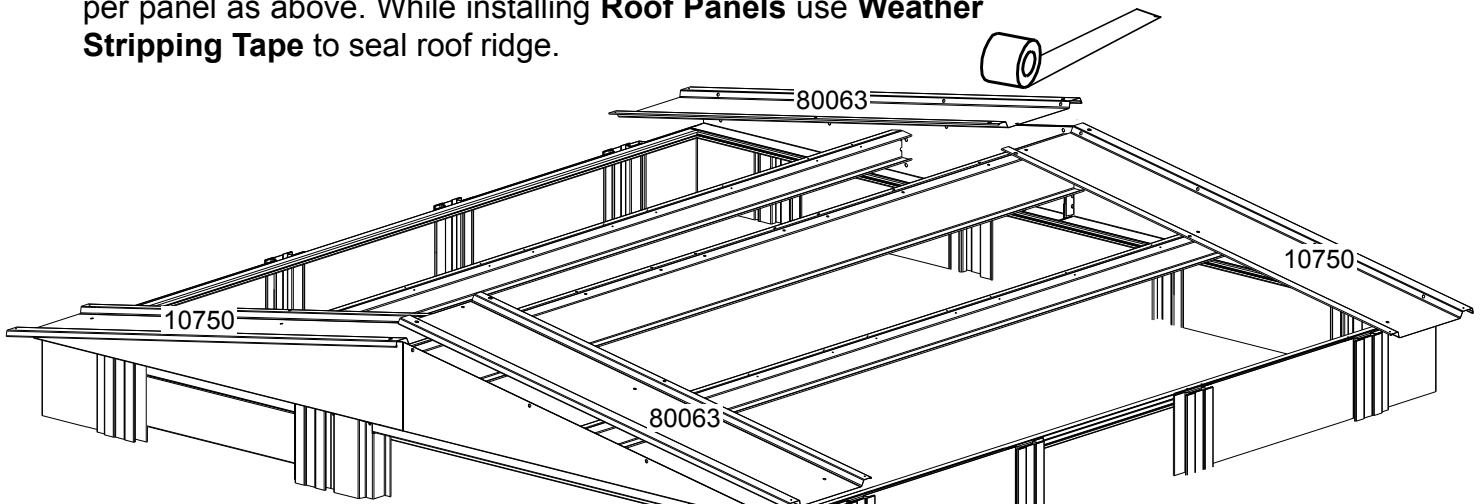 per panel as above. While installing Roof Panels use Weather
Stripping Tape to seal roof ridge.
80063
10750
10750
80063